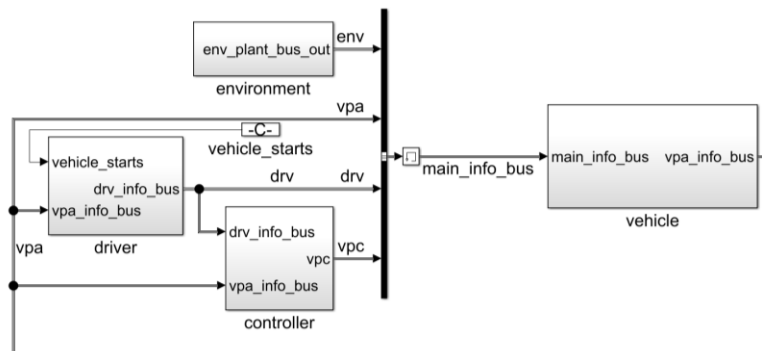 env
env_plant_bus_out
environment
vpa
-C-
vehicle_starts
vehicle_starts
drv_info_bus
vpa_info_bus
driver
vpa
drv
drv
drv_info_bus
vpc
vpa_info_bus
controller
vpc
main_info_bus
main_info_bus
vpa_info_bus
vehicle